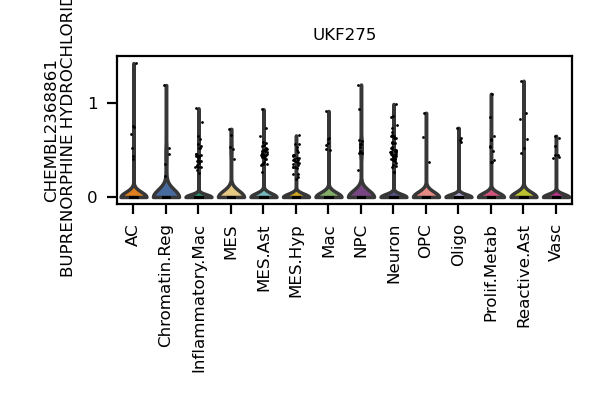 UKF275
CHEMBL2368861
BUPRENORPHINE HYDROCHLORID
1
0
AC
Chromatin.Reg
Inflammatory.Mac
MES
MES.Ast
MES.Hyp
Mac
NPC
Neuron
OPC
Oligo
Prolif.Metab
Reactive.Ast
Vasc